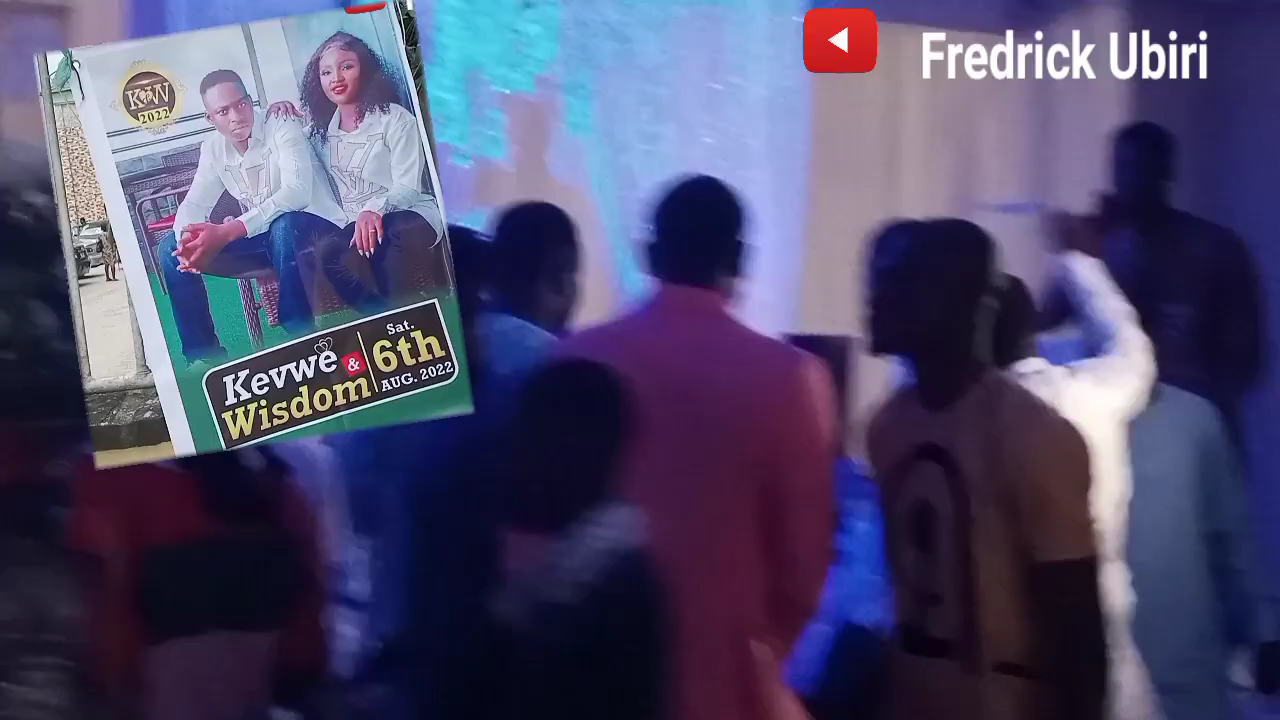 Fredrick Ubiri
K&W
2022
Kevwe &
Wisdom
Sat.
6th
AUG. 2022